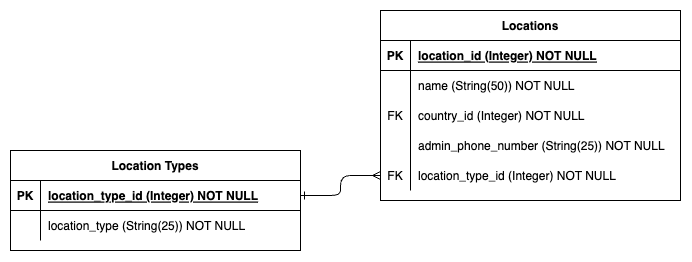 Locations
PK location_id (Integer) NOT NULL
name (String(50)) NOT NULL
FK country_id (Integer) NOT NULL
admin_phone_number (String(25)) NOT NULL
FK location_type_id (Integer) NOT NULL
Location Types
PK location_type_id (Integer) NOT NULL
location_type (String(25)) NOT NULL